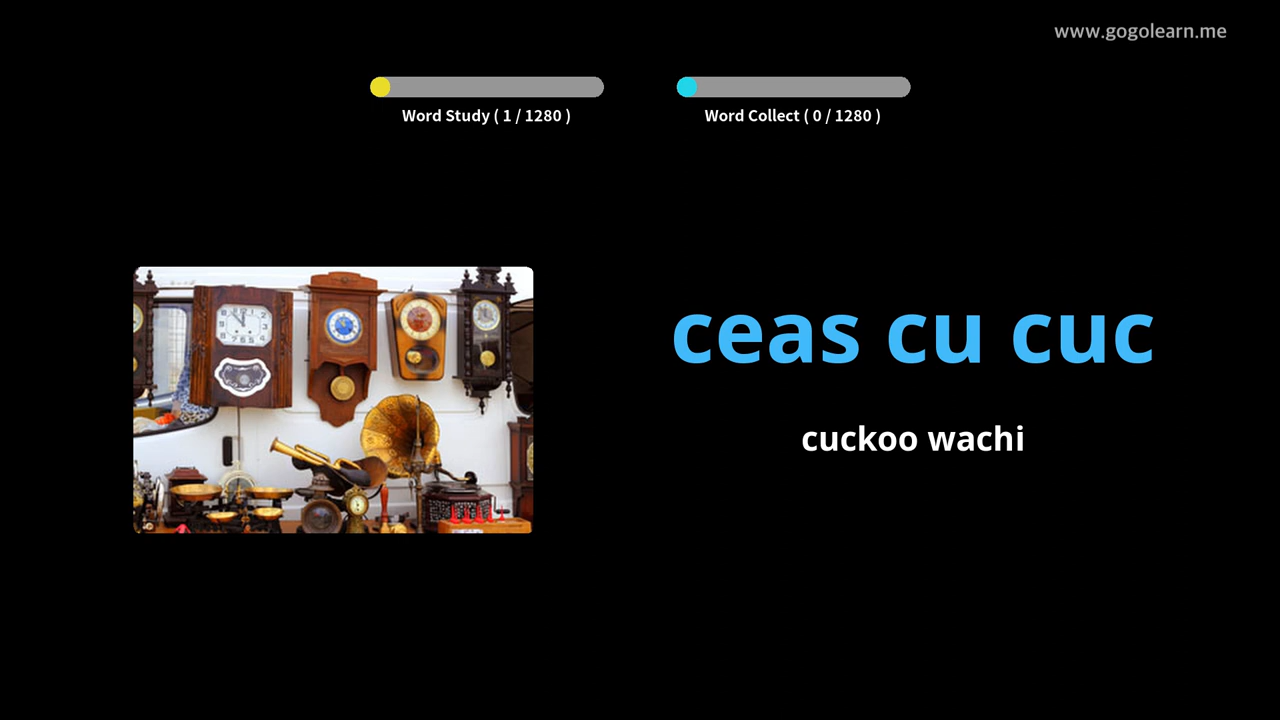 www.gogolearn.me
Word Study ( 1 / 1280 )
Word Collect ( 0 / 1280 )
ceas cu cuc
cuckoo wachi